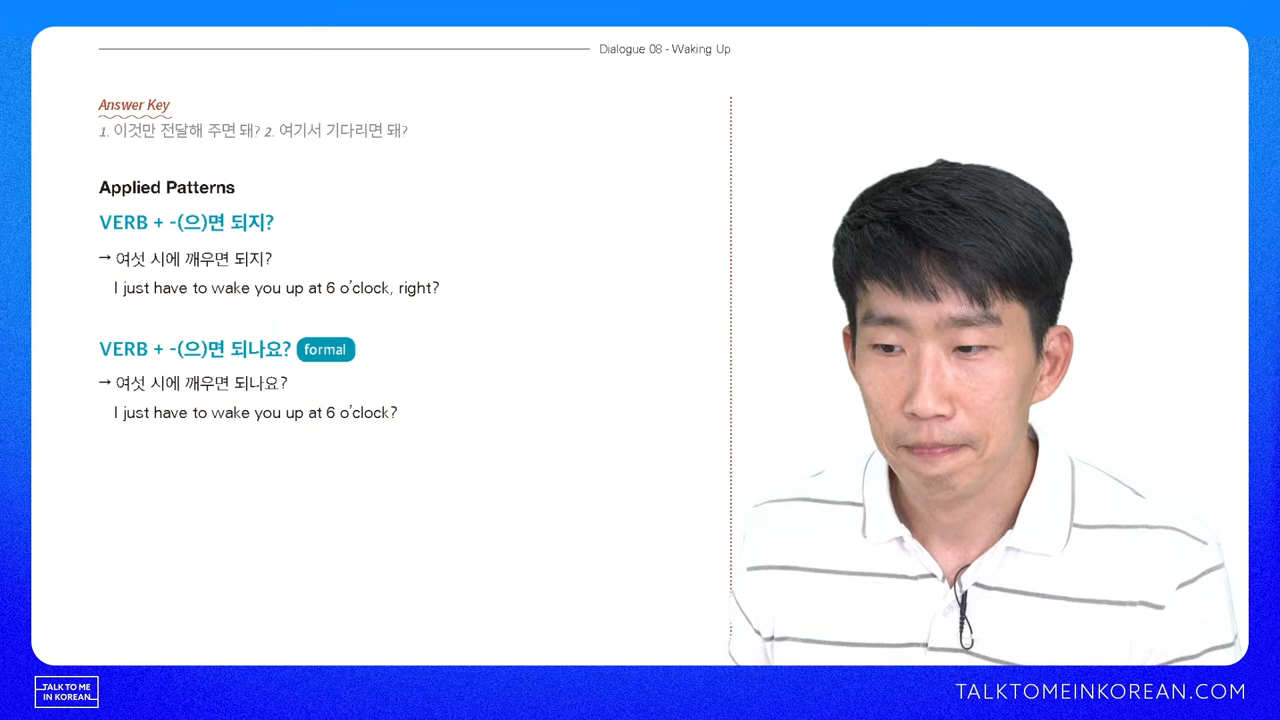 Dialogue 08 - Waking Up
Answer Key
1. 이것만 전달해 주면 돼? 2. 여기서 기다리면 돼?
Applied Patterns
VERB + -(으)면 되지?
→ 여섯 시에 깨우면 되지?
I just have to wake you up at 6 o'clock, right?
VERB + -(으)면 되나요? formal
→ 여섯 시에 깨우면 되나요?
I just have to wake you up at 6 o'clock?
TALK TO ME
IN KOREAN
TALKTOMEINKOREAN.COM